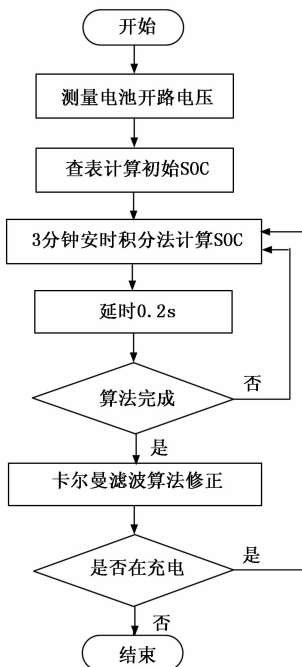 开始
测量电池开路电压
查表计算初始SOC
3分钟安时积分法计算SOC
延时0.2s
算法完成
否
是
卡尔曼滤波算法修正
是否在充电
是
否
结束